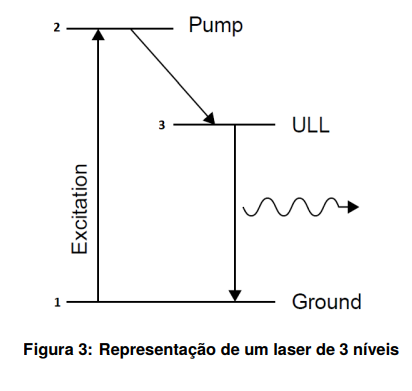 2 Pump
3 ULL
Excitation
1 Ground
Figura 3: Representação de um laser de 3 níveis